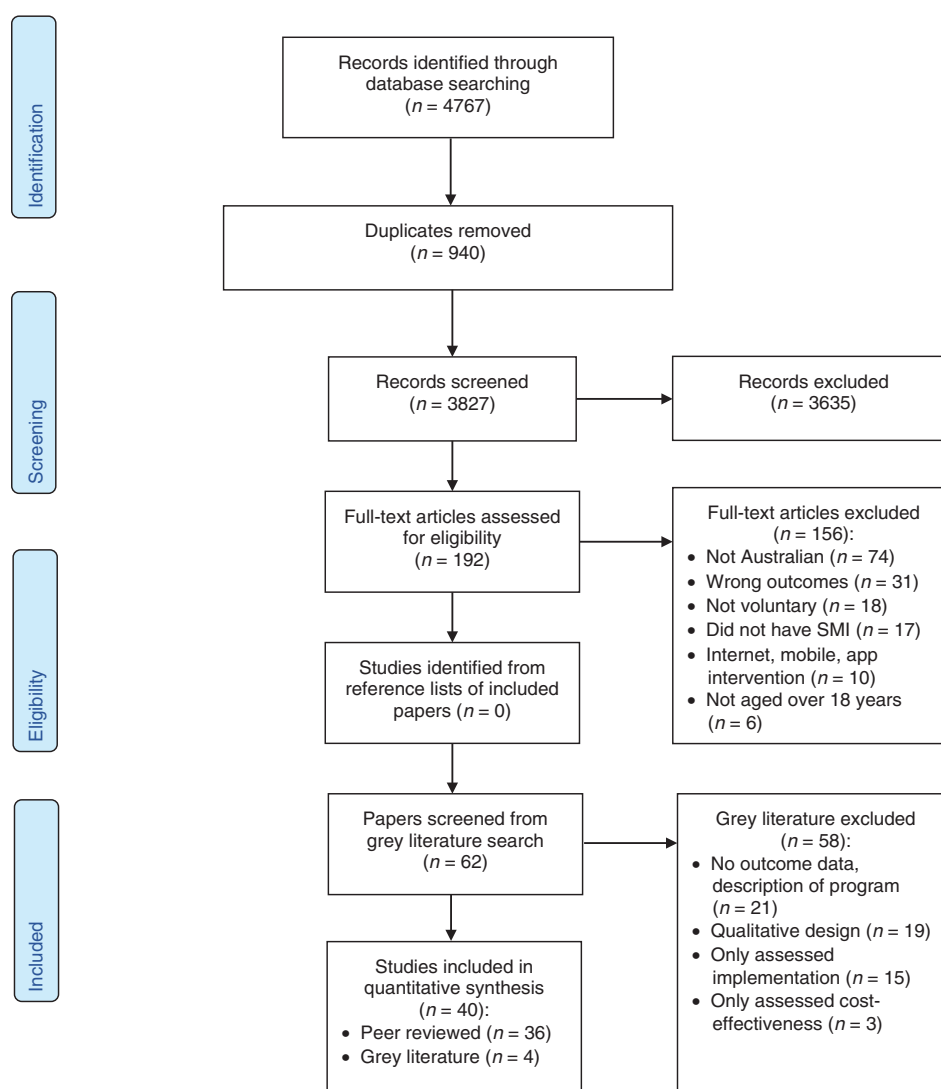 Identification
Records identified through
database searching
(n = 4767)
Duplicates removed
(n = 940)
Screening
Records screened
(n = 3827)
Records excluded
(n = 3635)
Eligibility
Full-text articles assessed
for eligibility
(n = 192)
Full-text articles excluded
(n = 156):
• Not Australian (n = 74)
• Wrong outcomes (n = 31)
• Not voluntary (n = 18)
• Did not have SMI (n = 17)
• Internet, mobile, app
intervention (n = 10)
• Not aged over 18 years
(n = 6)
Studies identified from
reference lists of included
papers (n = 0)
Included
Papers screened from
grey literature search
(n = 62)
Grey literature excluded
(n = 58):
• No outcome data,
description of program
(n = 21)
• Qualitative design (n = 19)
• Only assessed
implementation (n = 15)
• Only assessed cost-
effectiveness (n = 3)
Studies included in
quantitative synthesis
(n = 40):
• Peer reviewed (n = 36)
• Grey literature (n = 4)